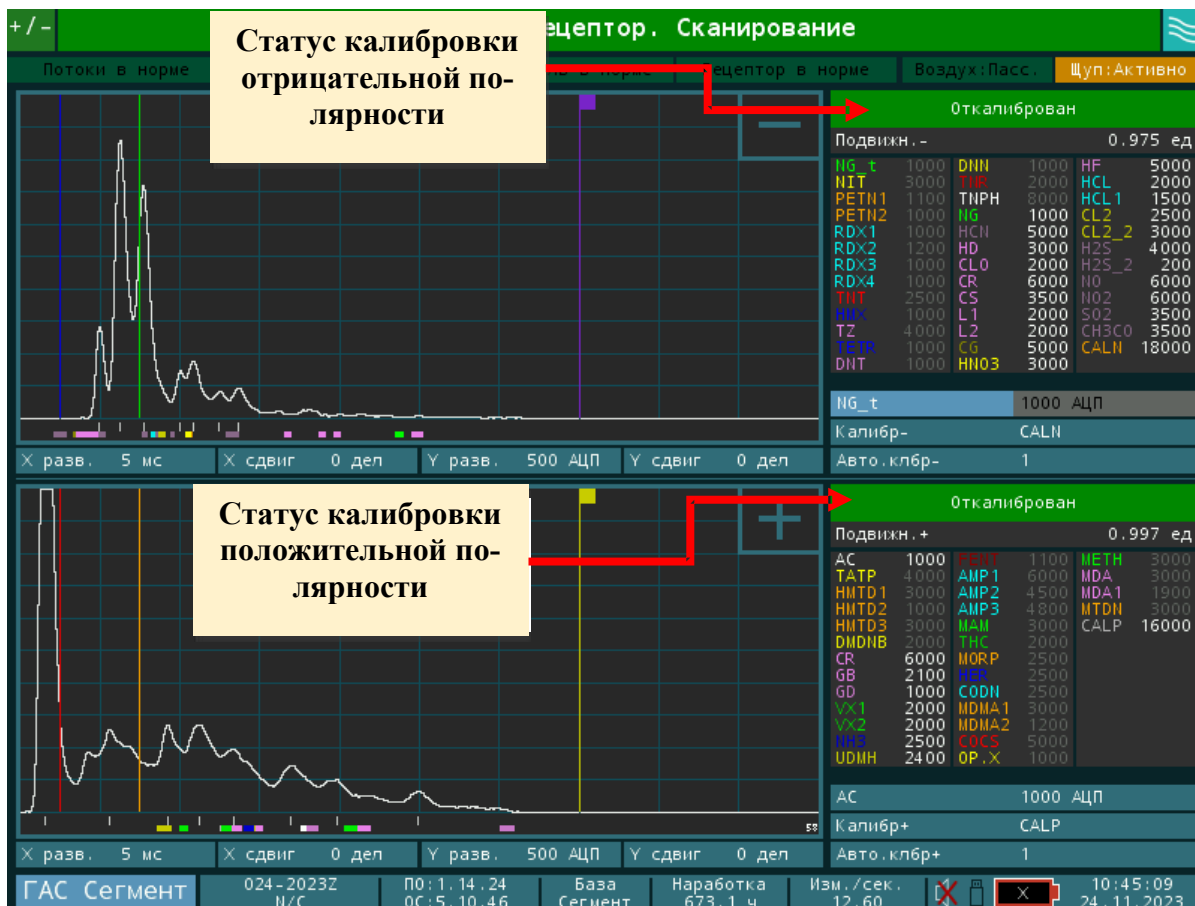 +/-
ецептор. Сканирование
Статус калибровки
отрицательной по-
лярности
Потоки в норме
в норме
Рецептор в норме
Воздух:Пасс.
Щуп:Активно
Откалиброван
Подвижн.- 0.975 ед
NG_t 1000 DNN 1000 HF 5000
NIT 3000 TNR 2000 HCL 2000
PETN1 1100 TNPH 8000 HCL1 1500
PETN2 1000 NG 1000 CL2 2500
RDX1 1000 HCN 5000 CL2_2 3000
RDX2 1200 HD 3000 H2S 4000
RDX3 1000 CLO 2000 H2S_2 200
RDX4 1000 CR 6000 NO 6000
TNT 2500 CS 3500 NO2 6000
HMX 1000 L1 2000 SO2 3500
TZ 4000 L2 2000 CH3CO 3500
TETR 1000 CG 5000 CALN 18000
DNT 1000 HNO3 3000
NG_t 1000 АЦП
Калибр- CALN
Авто.клбр- 1
X разв. 5 мс X сдвиг 0 дел Y разв. 500 АЦП Y сдвиг 0 дел
Статус калибровки
положительной по-
лярности
Откалиброван
Подвижн.+ 0.997 ед
AC 1000 FENT 1100 METH 3000
TATP 4000 AMP1 6000 MDA 3000
HMTD1 3000 AMP2 4500 MDA1 1900
HMTD2 1000 AMP3 4800 MTDN 3000
HMTD3 3000 MAM 3000 CALP 16000
DMDNB 2000 THC 2000
CR 6000 MORP 2500
GB 2100 HER 2500
GD 1000 CODN 2500
VX1 2000 MDMA1 3000
VX2 2000 MDMA2 1200
NH3 2500 COCS 5000
UDMH 2400 OP.X 1000
AC 1000 АЦП
58
Калибр+ CALP
X разв. 5 мс X сдвиг 0 дел Y разв. 500 АЦП Y сдвиг 0 дел
Авто.клбр+ 1
ГАС Сегмент
024-2023Z
N/C
ПО:1.14.24
ОС:5.10.46
База
Сегмент
Наработка
673.1 ч
Изм./сек.
12.60
X
10:45:09
24.11.2023